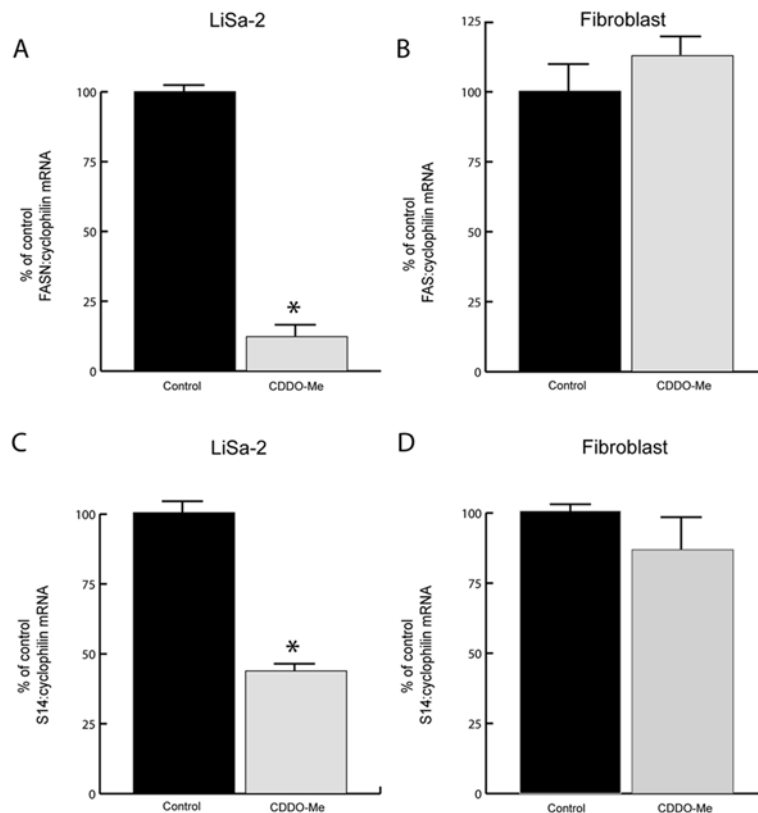 A
LiSa-2
% of control
FASN:cyclophilin mRNA
100
75
50
25
0
*
Control
CDDO-Me
B
Fibroblast
% of control
FAS:cyclophilin mRNA
125
100
75
50
25
0
Control
CDDO-Me
C
LiSa-2
% of control
S14:cyclophilin mRNA
100
75
50
25
0
*
Control
CDDO-Me
D
Fibroblast
% of control
S14:cyclophilin mRNA
100
75
50
25
0
Control
CDDO-Me